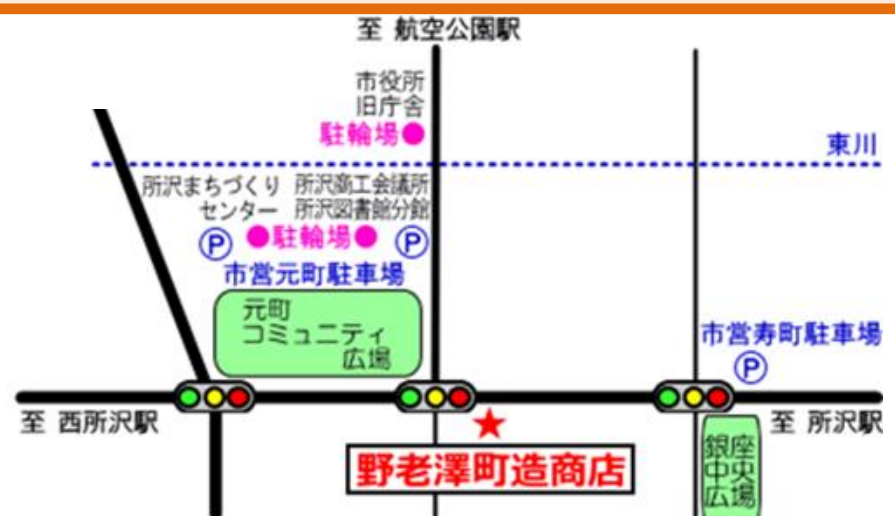 至 航空公園駅
市役所
旧庁舎
駐輪場●
東川
所沢まちづくり
センター
所沢商工会議所
所沢図書館分館
Ⓟ ●駐輪場● Ⓟ
市営元町駐車場
元町
コミュニティ
広場
市営寿町駐車場
Ⓟ
至 西所沢駅
至 所沢駅
★
野老澤町造商店
銀座
中央
広場